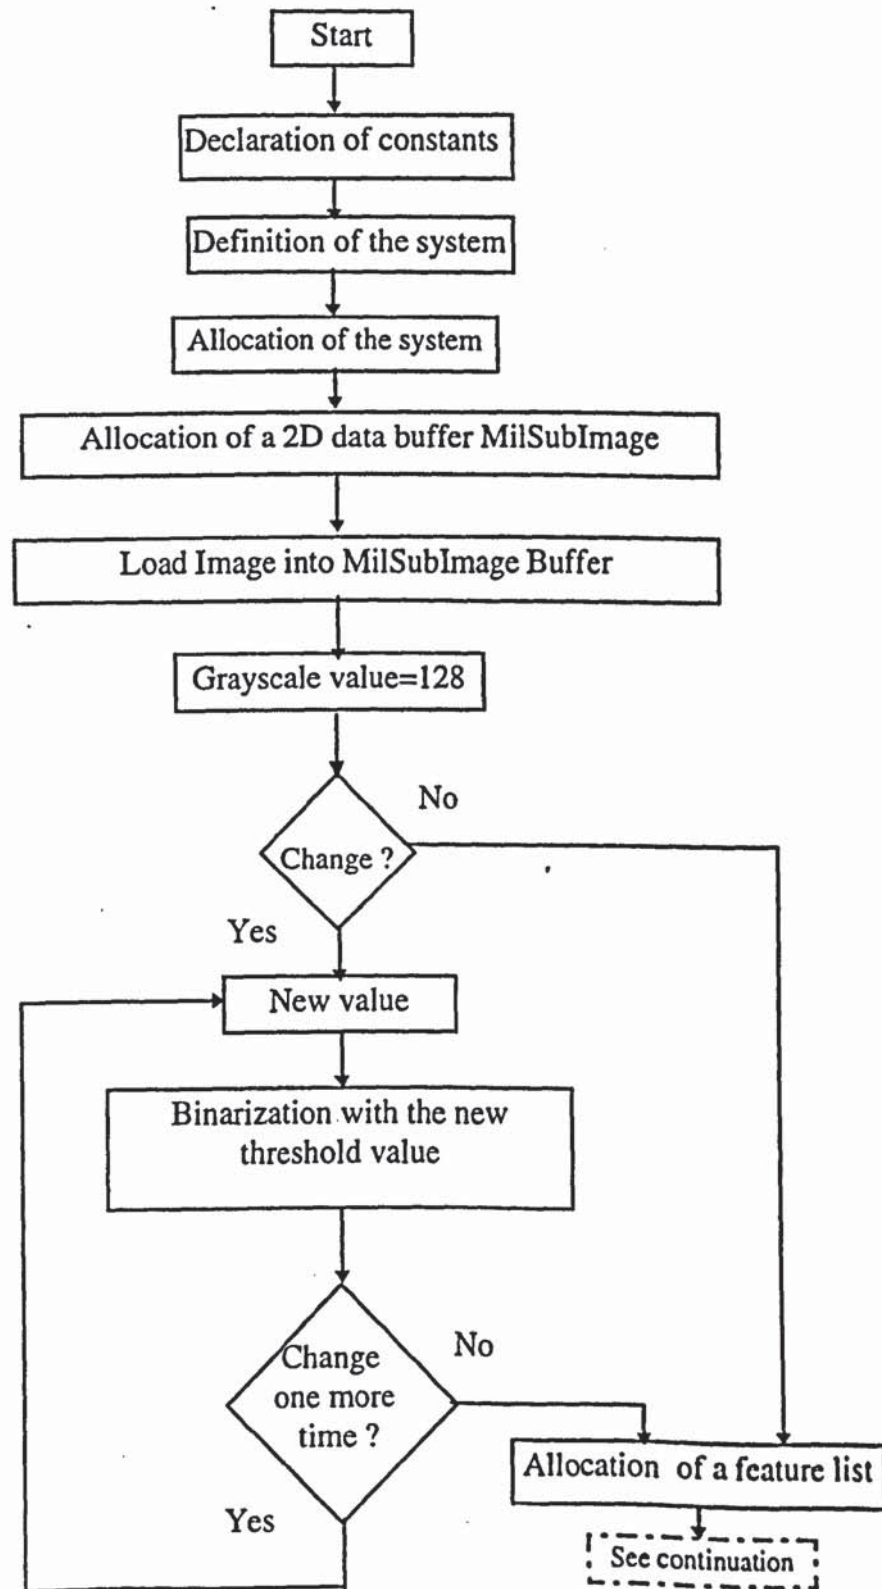 Start
Declaration of constants
Definition of the system
Allocation of the system
Allocation of a 2D data buffer MilSubImage
Load Image into MilSubImage Buffer
Grayscale value=128
No
Change ?
Yes
New value
Binarization with the new
threshold value
No
Change
one more
time ?
Allocation of a feature list
Yes
See continuation